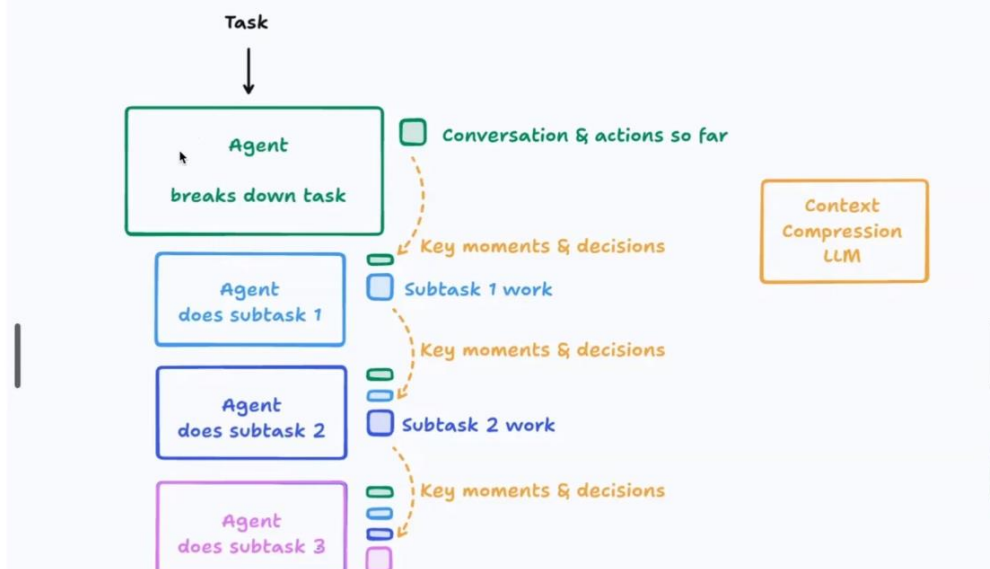 Task
Agent
breaks down task
Conversation & actions so far
Key moments & decisions
Context
Compression
LLM
Agent
does subtask 1
Subtask 1 work
Key moments & decisions
Agent
does subtask 2
Subtask 2 work
Key moments & decisions
Agent
does subtask 3